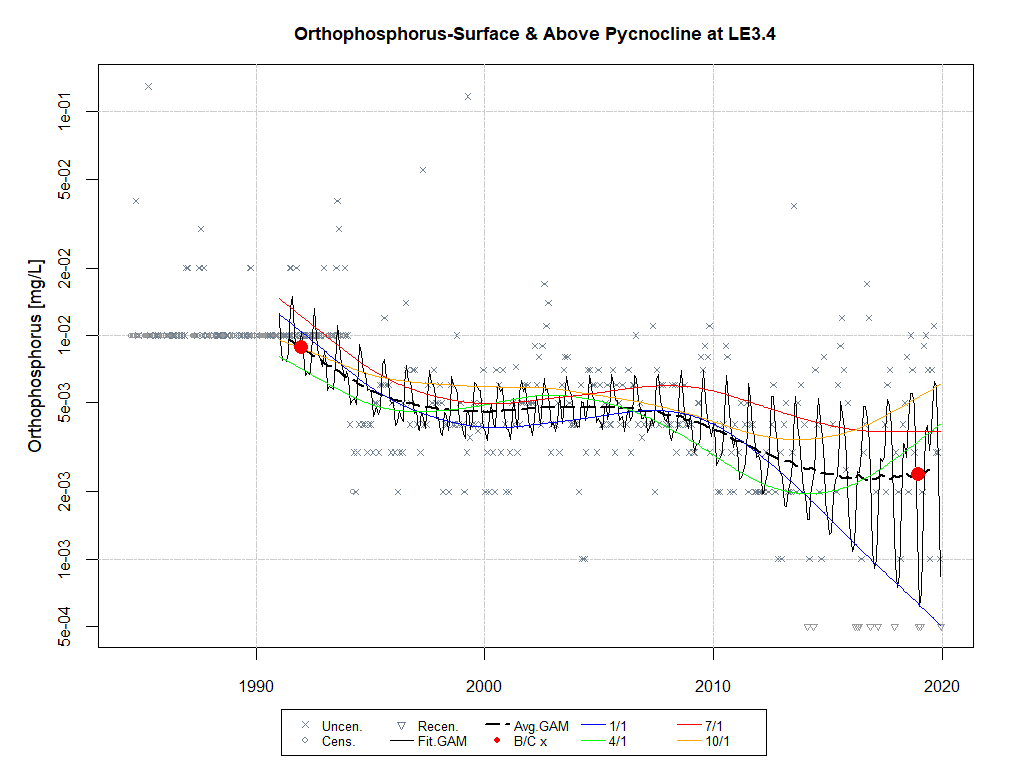 Orthophosphorus-Surface & Above Pycnocline at LE3.4
Orthophosphorus [mg/L]
1e-01
5e-02
2e-02
1e-02
5e-03
2e-03
1e-03
5e-04
1990 2000 2010 2020
Uncen. Recen. Avg.GAM 1/1 7/1
Cens. Fit.GAM B/C x 4/1 10/1